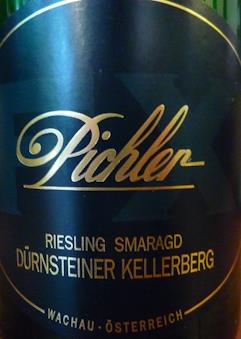 Pichler
RIESLING SMARAGD
DÜRNSTEINER KELLERBERG
WACHAU · ÖSTERREICH